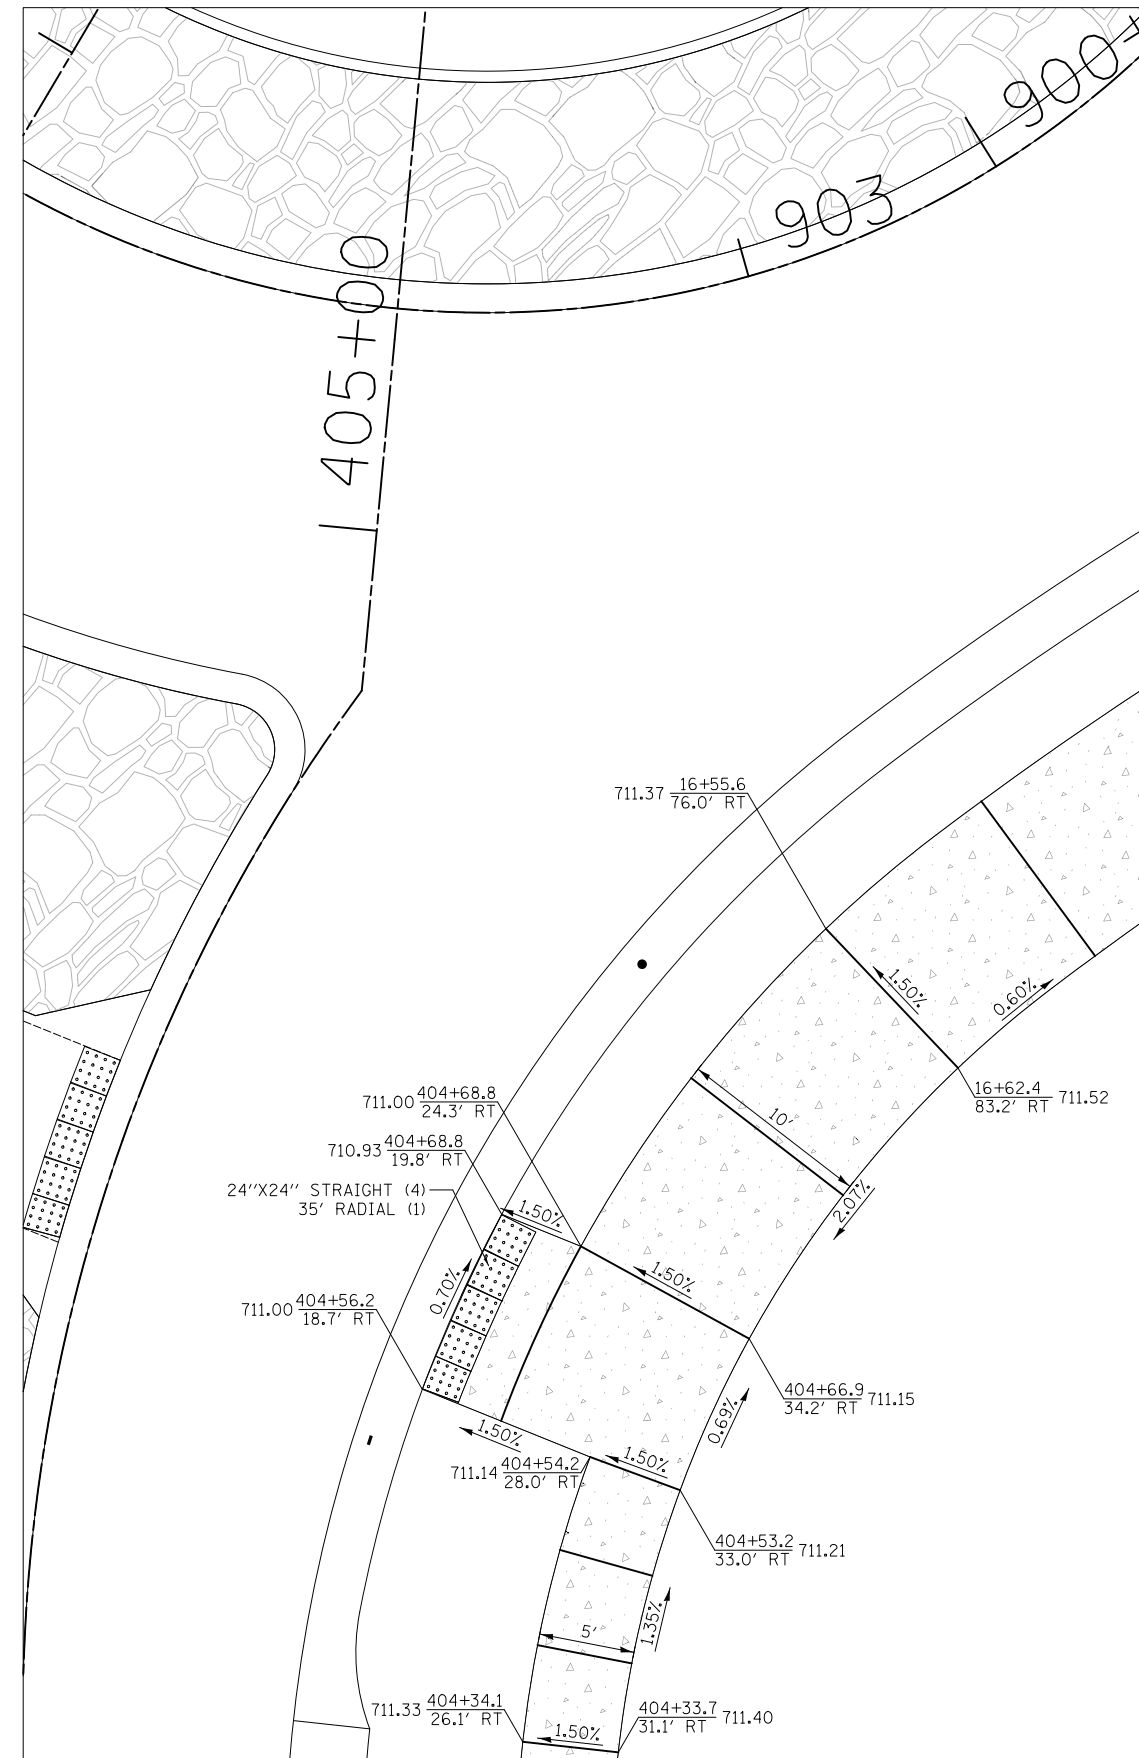 900+
903
405+00
711.37 16+55.6
76.0' RT
1.50%
0.60%
16+62.4 711.52
83.2' RT
10'
2.07%
711.00 404+68.8
24.3' RT
710.93 404+68.8
19.8' RT
24''X24'' STRAIGHT (4)
35' RADIAL (1)
1.50%
1.50%
0.70%
711.00 404+56.2
18.7' RT
404+66.9 711.15
34.2' RT
0.69%
1.50%
711.14 404+54.2
28.0' RT
1.50%
404+53.2 711.21
33.0' RT
1.35%
5'
711.33 404+34.1
26.1' RT
1.50%
404+33.7 711.40
31.1' RT